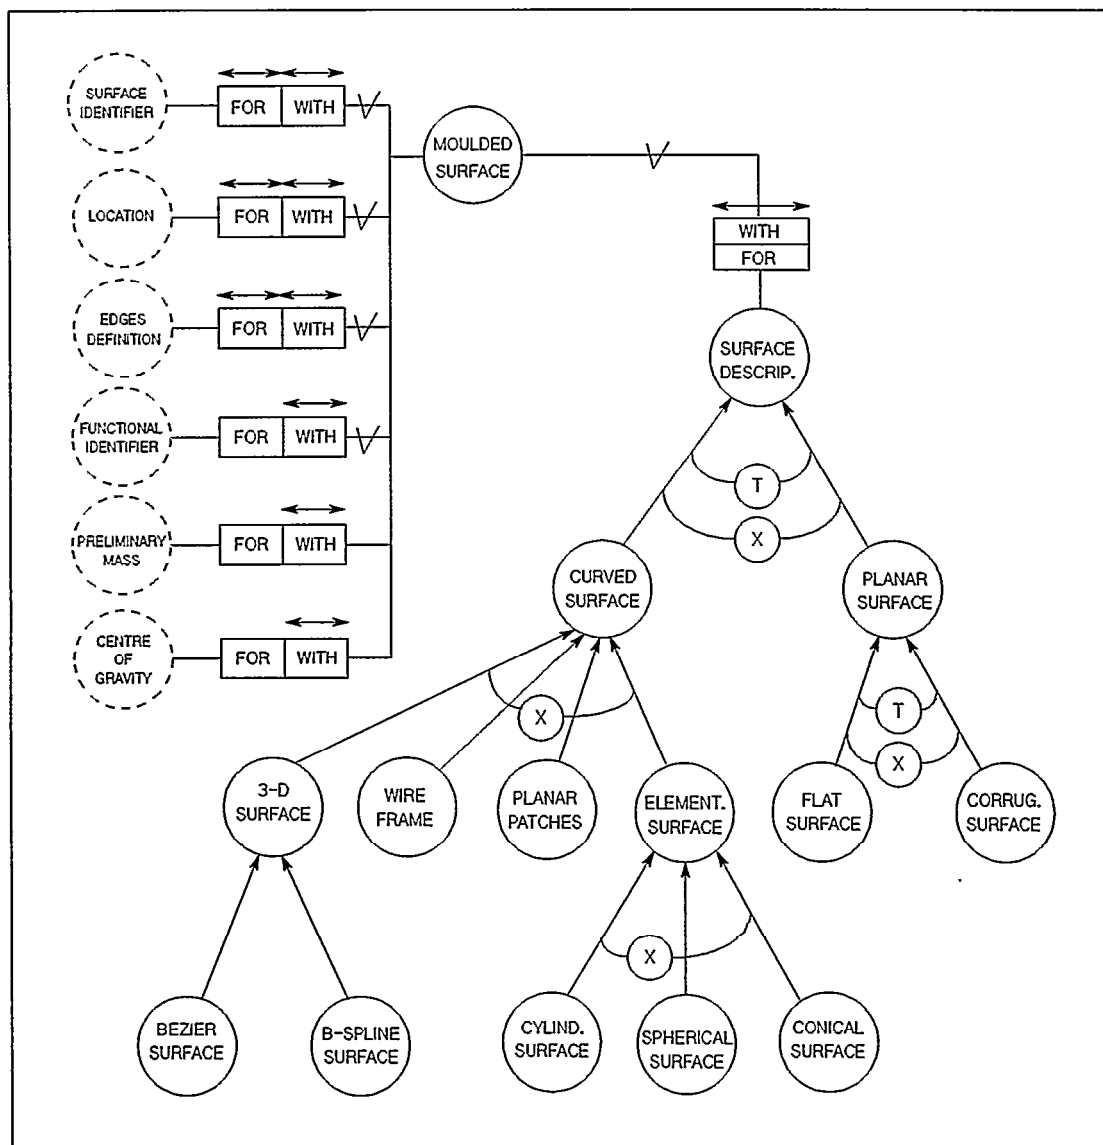 SURFACE
IDENTIFIER
FOR WITH
MOULDED
SURFACE
LOCATION
FOR WITH
WITH
FOR
EDGES
DEFINITION
FOR WITH
SURFACE
DESCRIP.
FUNCTIONAL
IDENTIFIER
FOR WITH
T
X
PRELIMINARY
MASS
FOR WITH
CURVED
SURFACE
PLANAR
SURFACE
CENTRE
OF
GRAVITY
FOR WITH
X
T
X
3-D
SURFACE
WIRE
FRAME
PLANAR
PATCHES
ELEMENT.
SURFACE
FLAT
SURFACE
CORRUG.
SURFACE
X
BEZIER
SURFACE
B-SPLINE
SURFACE
CYLIND.
SURFACE
SPHERICAL
SURFACE
CONICAL
SURFACE